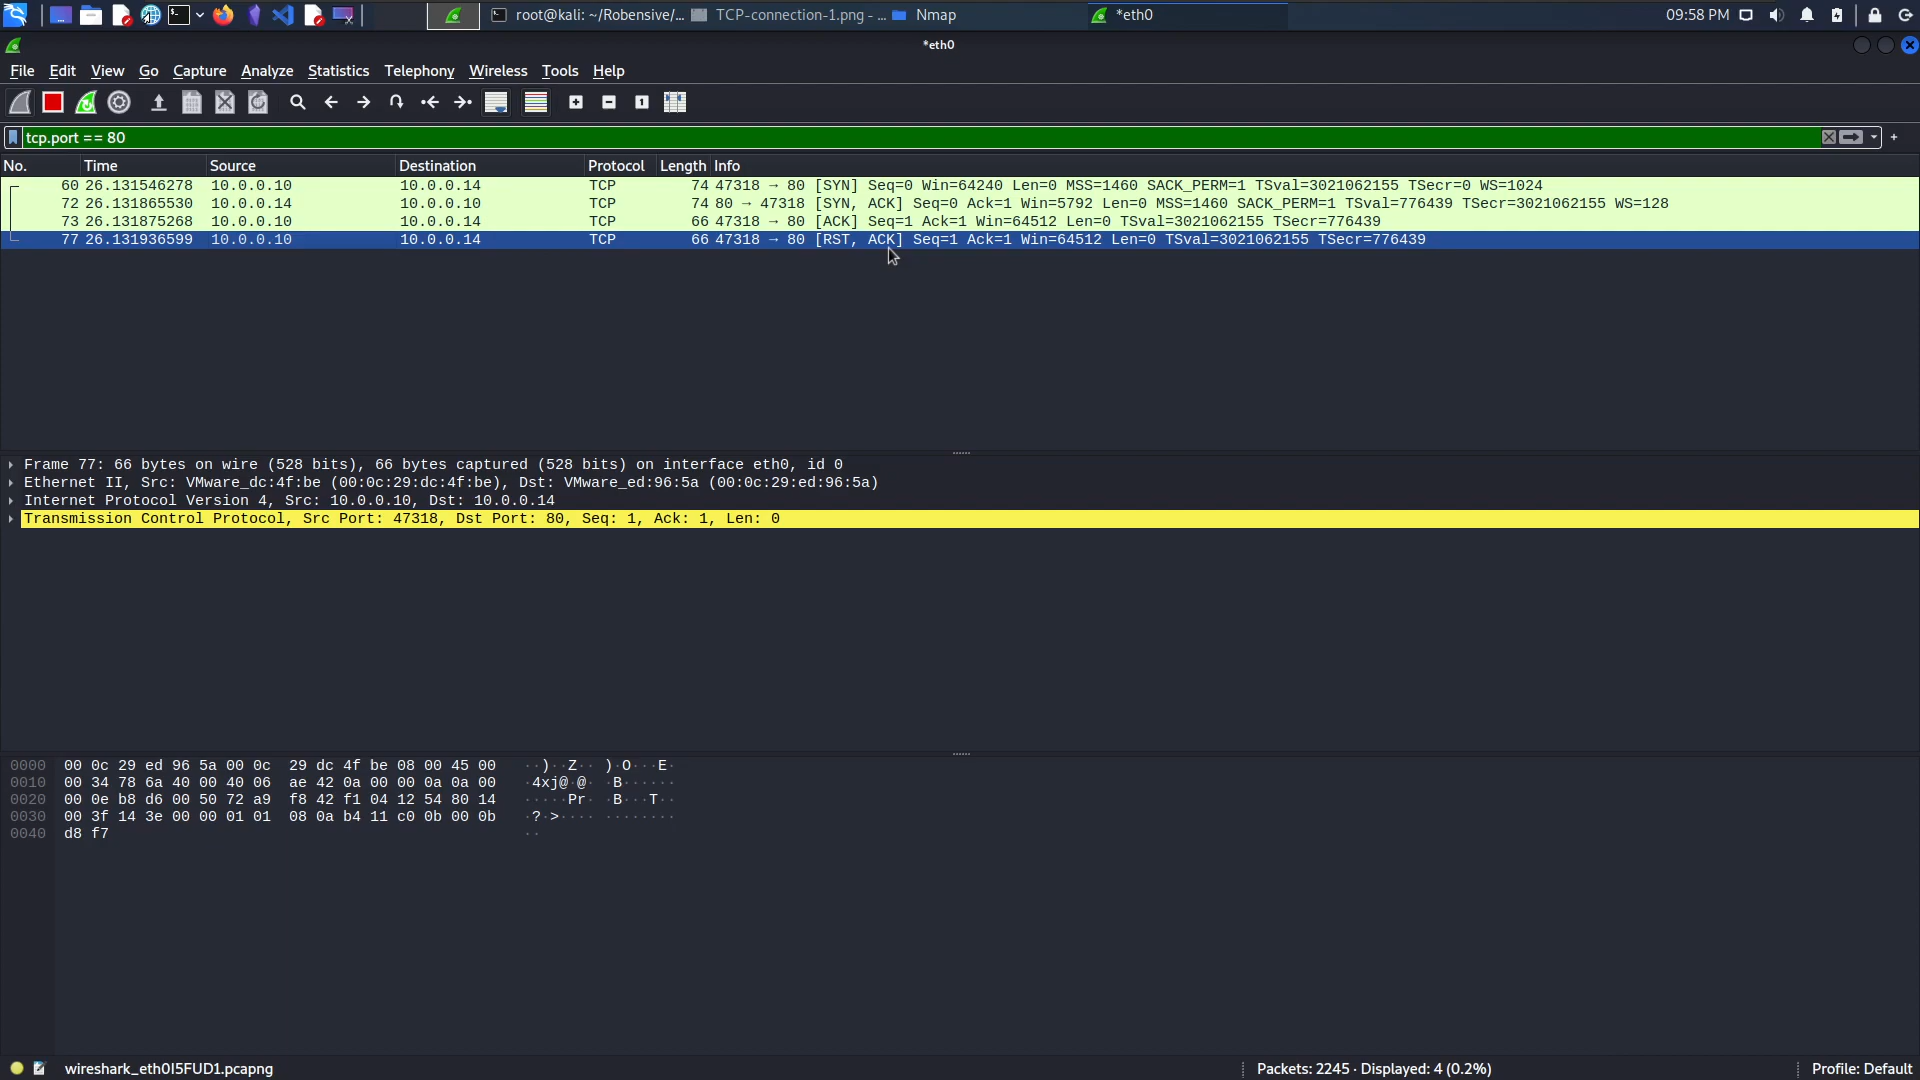 root@kali: ~/Robensive/... TCP-connection-1.png - ... Nmap *eth0 09:58 PM
*eth0
File Edit View Go Capture Analyze Statistics Telephony Wireless Tools Help
tcp.port == 80
No. Time Source Destination Protocol Length Info
60 26.131546278 10.0.0.10 10.0.0.14 TCP 74 47318 → 80 [SYN] Seq=0 Win=64240 Len=0 MSS=1460 SACK_PERM=1 TSval=3021062155 TSecr=0 WS=1024
72 26.131865530 10.0.0.14 10.0.0.10 TCP 74 80 → 47318 [SYN, ACK] Seq=0 Ack=1 Win=5792 Len=0 MSS=1460 SACK_PERM=1 TSval=776439 TSecr=3021062155 WS=128
73 26.131875268 10.0.0.10 10.0.0.14 TCP 66 47318 → 80 [ACK] Seq=1 Ack=1 Win=64512 Len=0 TSval=3021062155 TSecr=776439
77 26.131936599 10.0.0.10 10.0.0.14 TCP 66 47318 → 80 [RST, ACK] Seq=1 Ack=1 Win=64512 Len=0 TSval=3021062155 TSecr=776439
Frame 77: 66 bytes on wire (528 bits), 66 bytes captured (528 bits) on interface eth0, id 0
Ethernet II, Src: VMware_dc:4f:be (00:0c:29:dc:4f:be), Dst: VMware_ed:96:5a (00:0c:29:ed:96:5a)
Internet Protocol Version 4, Src: 10.0.0.10, Dst: 10.0.0.14
Transmission Control Protocol, Src Port: 47318, Dst Port: 80, Seq: 1, Ack: 1, Len: 0
0000 00 0c 29 ed 96 5a 00 0c 29 dc 4f be 08 00 45 00 ··)··Z·· )·O···E·
0010 00 34 78 6a 40 00 40 06 ae 42 0a 00 00 0a 0a 00 ·4xj@·@· ·B······
0020 00 0e b8 d6 00 50 72 a9 f8 42 f1 04 12 54 80 14 ·····Pr· ·B···T··
0030 00 3f 14 3e 00 00 01 01 08 0a b4 11 c0 0b 00 0b ·?·>···· ········
0040 d8 f7 ··
wireshark_eth0I5FUD1.pcapng Packets: 2245 · Displayed: 4 (0.2%) Profile: Default